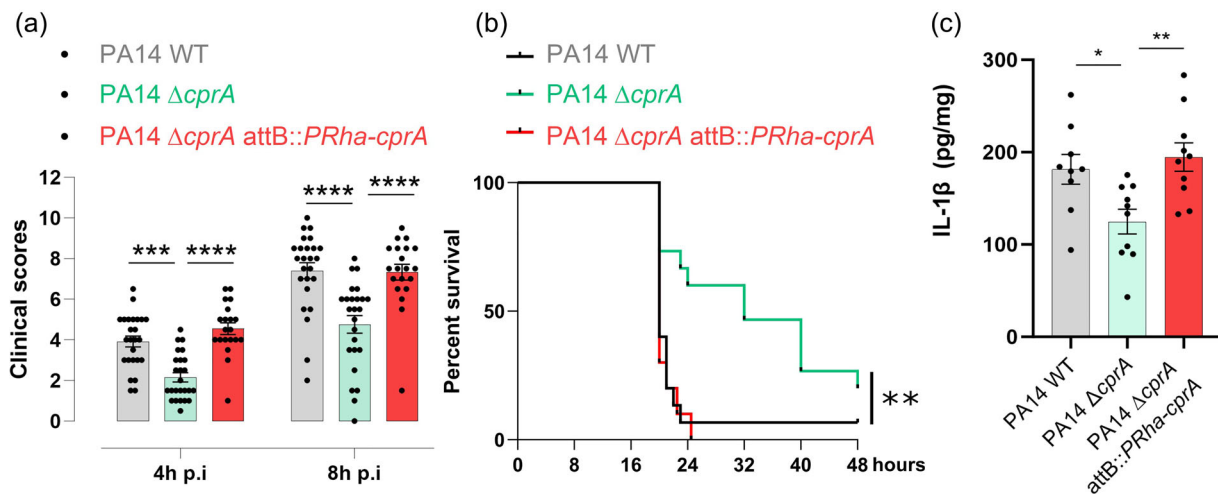 (a)
PA14 WT
PA14 ΔcprA
PA14 ΔcprA attB::PRha-cprA
Clinical scores
12
10
8
6
4
2
0
***
****
****
****
4h p.i
8h p.i
(b)
PA14 WT
PA14 ΔcprA
PA14 ΔcprA attB::PRha-cprA
Percent survival
100
50
0
0 8 16 24 32 40 48 hours
**
(c)
IL-1β (pg/mg)
300
200
100
0
*
**
PA14 WT
PA14 ΔcprA
PA14 ΔcprA
attB::PRha-cprA